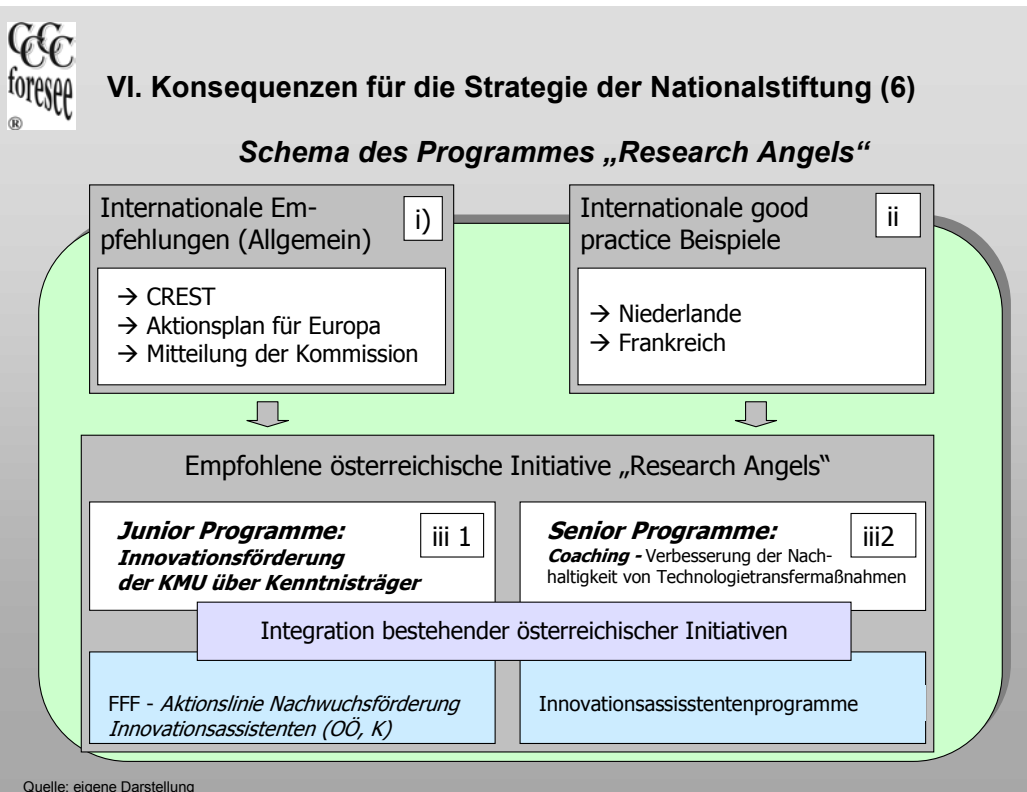 CCCC
foresee
®
VI. Konsequenzen für die Strategie der Nationalstiftung (6)
Schema des Programmes „Research Angels“
Internationale Em-
pfehlungen (Allgemein)
i)
→ CREST
→ Aktionsplan für Europa
→ Mitteilung der Kommission
Internationale good
practice Beispiele
ii
→ Niederlande
→ Frankreich
Empfohlene österreichische Initiative „Research Angels“
Junior Programme:
iii 1
Innovationsförderung
der KMU über Kenntnisträger
Senior Programme:
iii2
Coaching - Verbesserung der Nach-
haltigkeit von Technologietransfermaßnahmen
Integration bestehender österreichischer Initiativen
FFF - Aktionslinie Nachwuchsförderung
Innovationsassistenten (OÖ, K)
Innovationsassisstentenprogramme
Quelle: eigene Darstellung